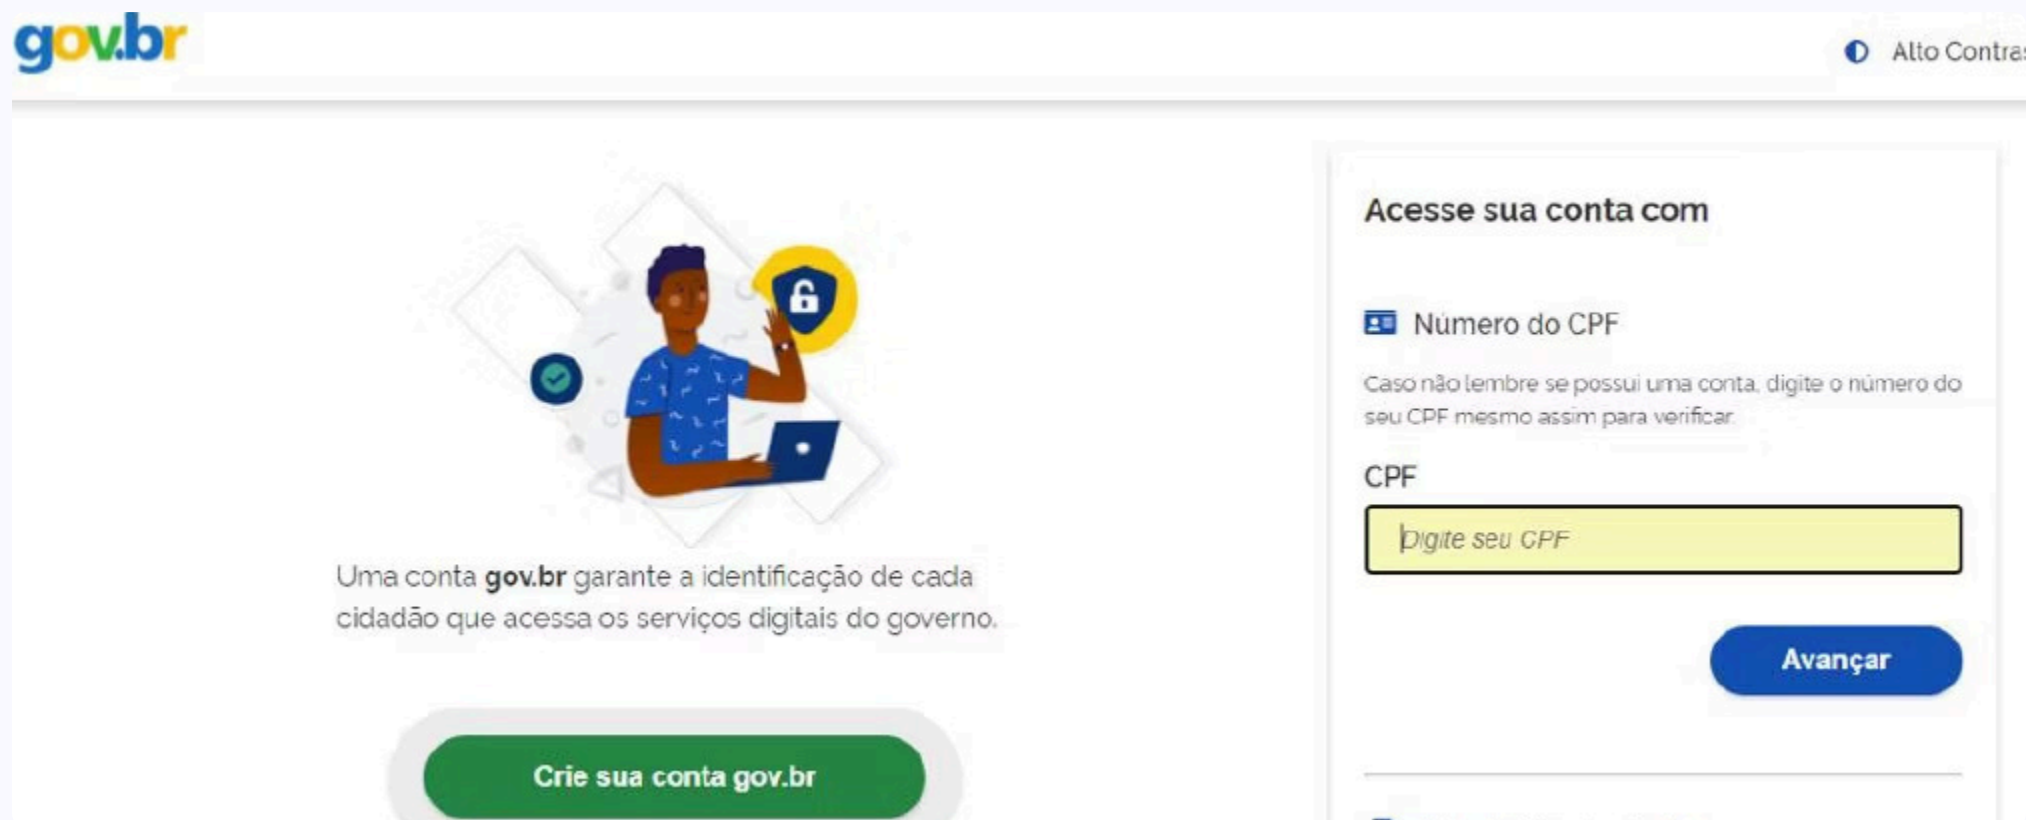 gov.br
Alto Contras
Uma conta gov.br garante a identificação de cada
cidadão que acessa os serviços digitais do governo.
Crie sua conta gov.br
Acesse sua conta com
Número do CPF
Caso não lembre se possui uma conta, digite o número do
seu CPF mesmo assim para verificar.
CPF
Digite seu CPF
Avançar